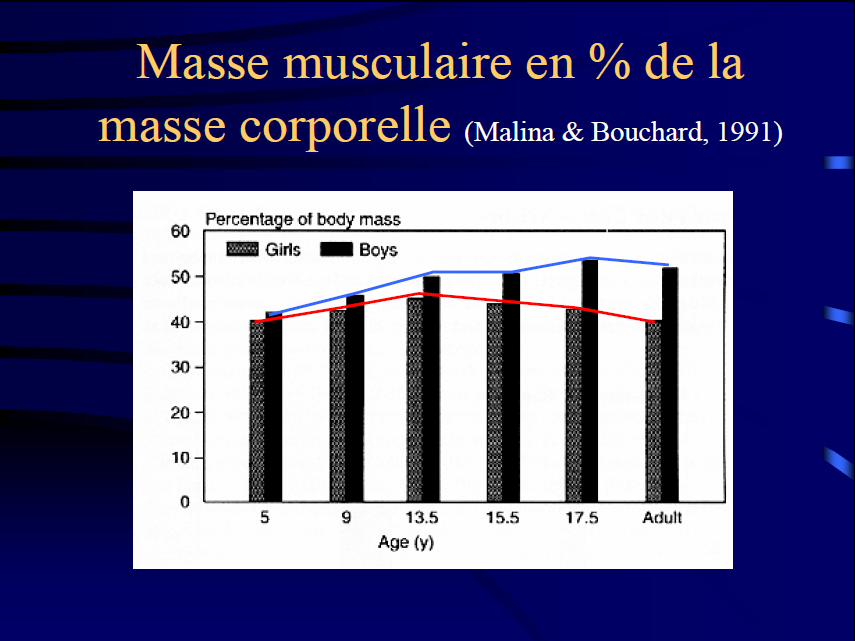 Masse musculaire en % de la
masse corporelle (Malina & Bouchard, 1991)
Percentage of body mass
60
Girls Boys
50
40
30
20
10
0
5 9 13.5 15.5 17.5 Adult
Age (y)